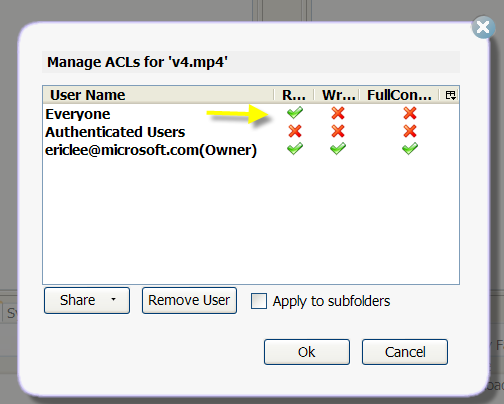 Manage ACLs for 'v4.mp4'
User Name R... Wr... FullCon...
Everyone
Authenticated Users
ericlee@microsoft.com(Owner)
Share Remove User Apply to subfolders
Ok Cancel